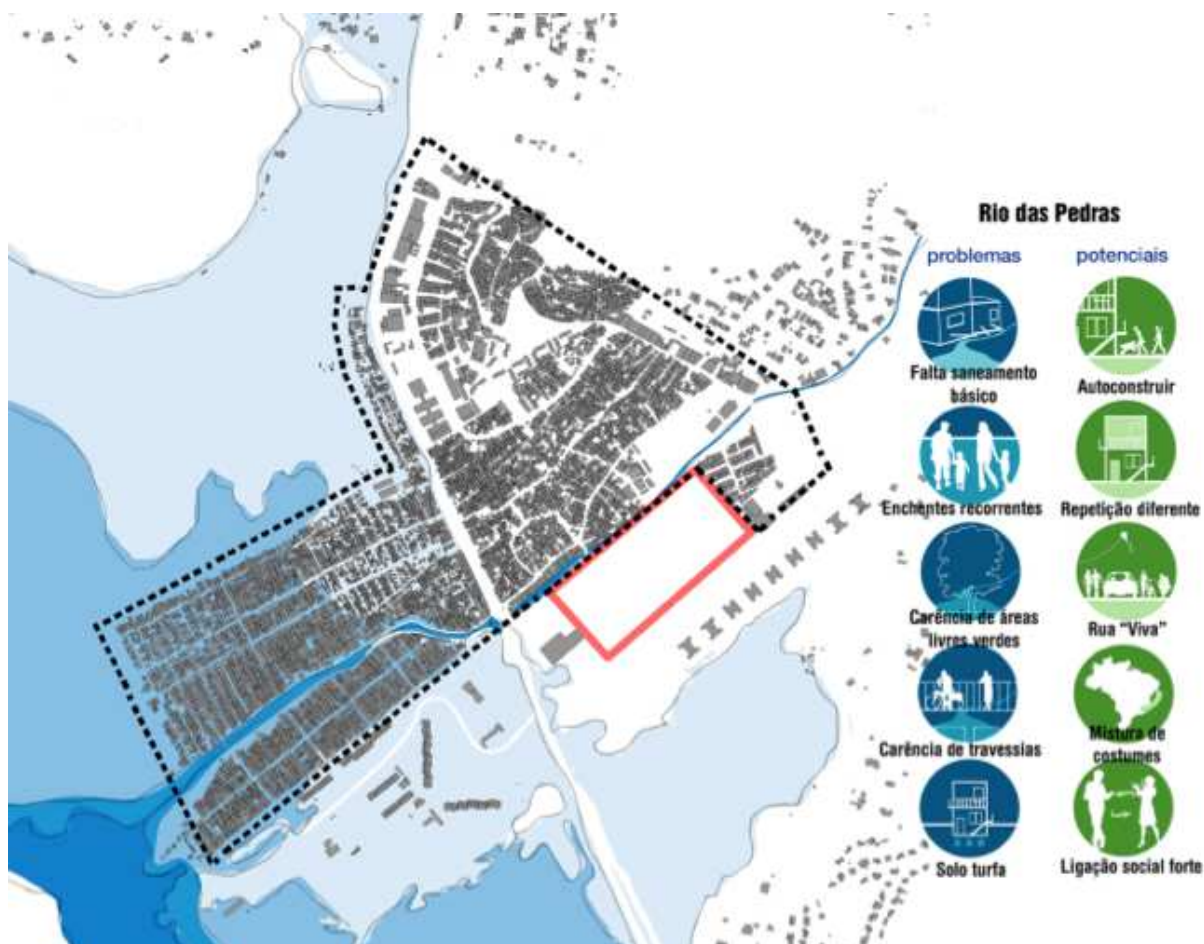 Rio das Pedras
problemas
potenciais
Falta saneamento
básico
Autoconstruir
Enchentes recorrentes
Repetição diferente
Carência de áreas
livres verdes
Rua “Viva”
Carência de travessias
Mistura de
costumes
Solo turfa
Ligação social forte